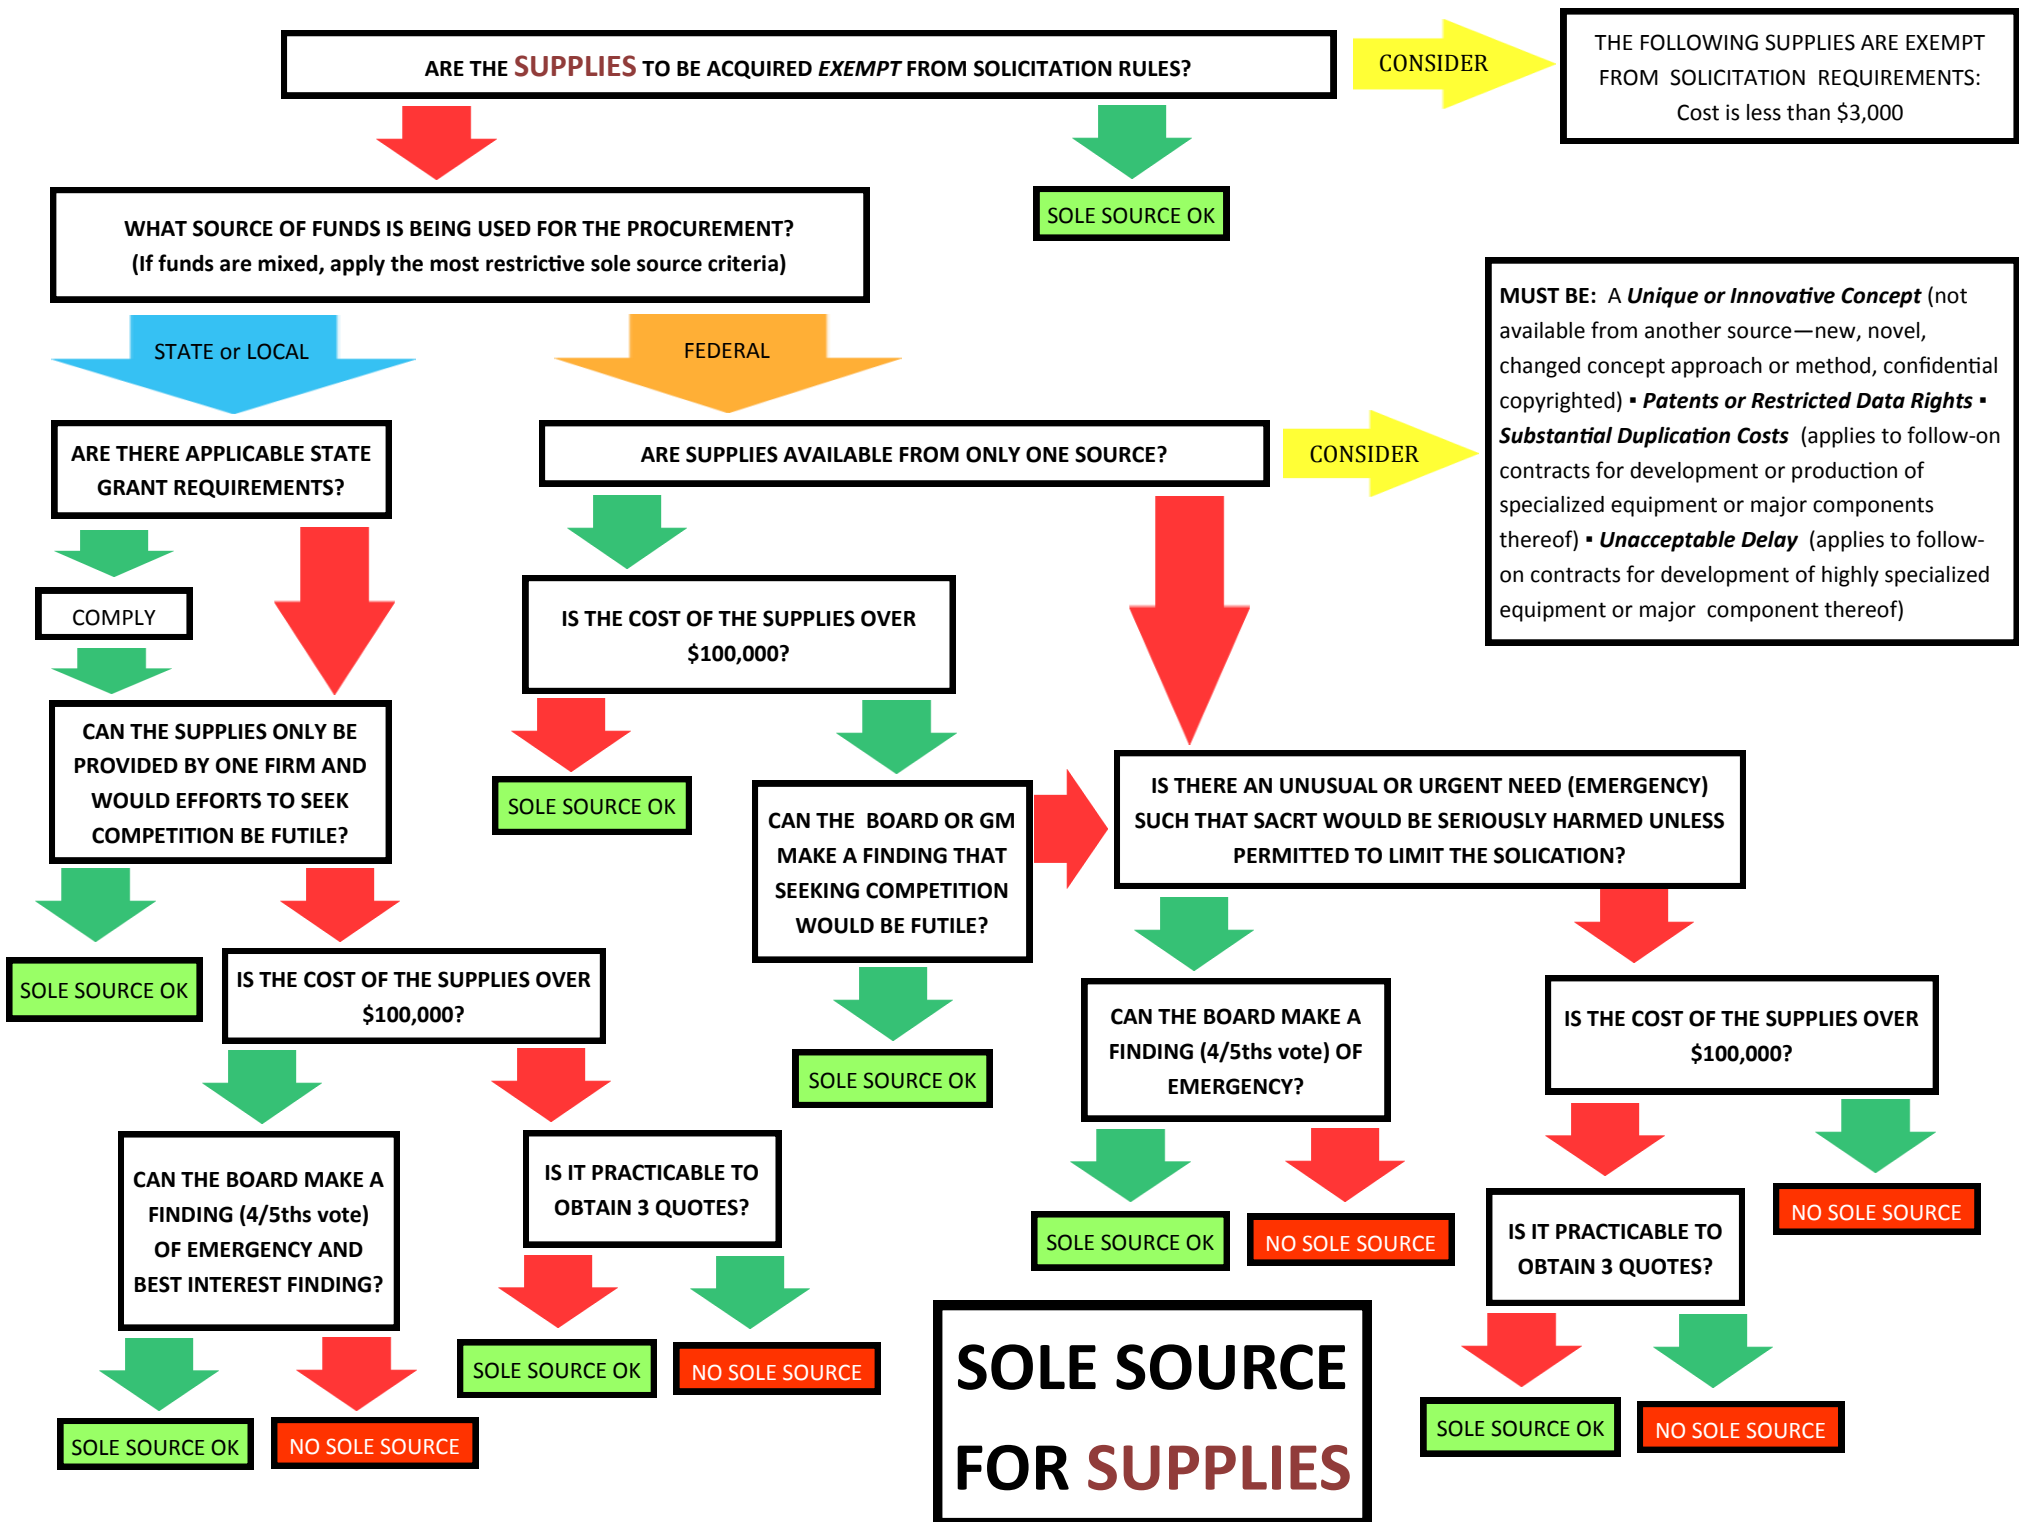 ARE THE SUPPLIES TO BE ACQUIRED EXEMPT FROM SOLICITATION RULES?
CONSIDER
THE FOLLOWING SUPPLIES ARE EXEMPT
FROM SOLICITATION REQUIREMENTS:
Cost is less than $3,000
SOLE SOURCE OK
WHAT SOURCE OF FUNDS IS BEING USED FOR THE PROCUREMENT?
(If funds are mixed, apply the most restrictive sole source criteria)
STATE or LOCAL
FEDERAL
MUST BE: A Unique or Innovative Concept (not
available from another source—new, novel,
changed concept approach or method, confidential
copyrighted) ▪ Patents or Restricted Data Rights ▪
Substantial Duplication Costs (applies to follow-on
contracts for development or production of
specialized equipment or major components
thereof) ▪ Unacceptable Delay (applies to follow-
on contracts for development of highly specialized
equipment or major component thereof)
ARE THERE APPLICABLE STATE
GRANT REQUIREMENTS?
ARE SUPPLIES AVAILABLE FROM ONLY ONE SOURCE?
CONSIDER
COMPLY
IS THE COST OF THE SUPPLIES OVER
$100,000?
CAN THE SUPPLIES ONLY BE
PROVIDED BY ONE FIRM AND
WOULD EFFORTS TO SEEK
COMPETITION BE FUTILE?
SOLE SOURCE OK
CAN THE BOARD OR GM
MAKE A FINDING THAT
SEEKING COMPETITION
WOULD BE FUTILE?
IS THERE AN UNUSUAL OR URGENT NEED (EMERGENCY)
SUCH THAT SACRT WOULD BE SERIOUSLY HARMED UNLESS
PERMITTED TO LIMIT THE SOLICATION?
SOLE SOURCE OK
IS THE COST OF THE SUPPLIES OVER
$100,000?
SOLE SOURCE OK
CAN THE BOARD MAKE A
FINDING (4/5ths vote) OF
EMERGENCY?
IS THE COST OF THE SUPPLIES OVER
$100,000?
CAN THE BOARD MAKE A
FINDING (4/5ths vote)
OF EMERGENCY AND
BEST INTEREST FINDING?
IS IT PRACTICABLE TO
OBTAIN 3 QUOTES?
SOLE SOURCE OK
NO SOLE SOURCE
IS IT PRACTICABLE TO
OBTAIN 3 QUOTES?
NO SOLE SOURCE
SOLE SOURCE OK
NO SOLE SOURCE
SOLE SOURCE OK
NO SOLE SOURCE
SOLE SOURCE OK
NO SOLE SOURCE
SOLE SOURCE
FOR SUPPLIES